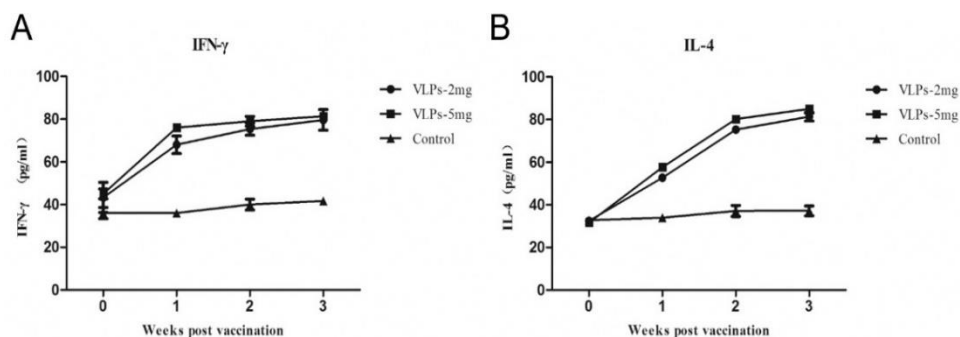 A
IFN-γ
IFN-γ (pg/ml)
100
80
60
40
20
0
0 1 2 3
Weeks post vaccination
VLPs-2mg
VLPs-5mg
Control
B
IL-4
IL-4 (pg/ml)
100
80
60
40
20
0
0 1 2 3
Weeks post vaccination
VLPs-2mg
VLPs-5mg
Control